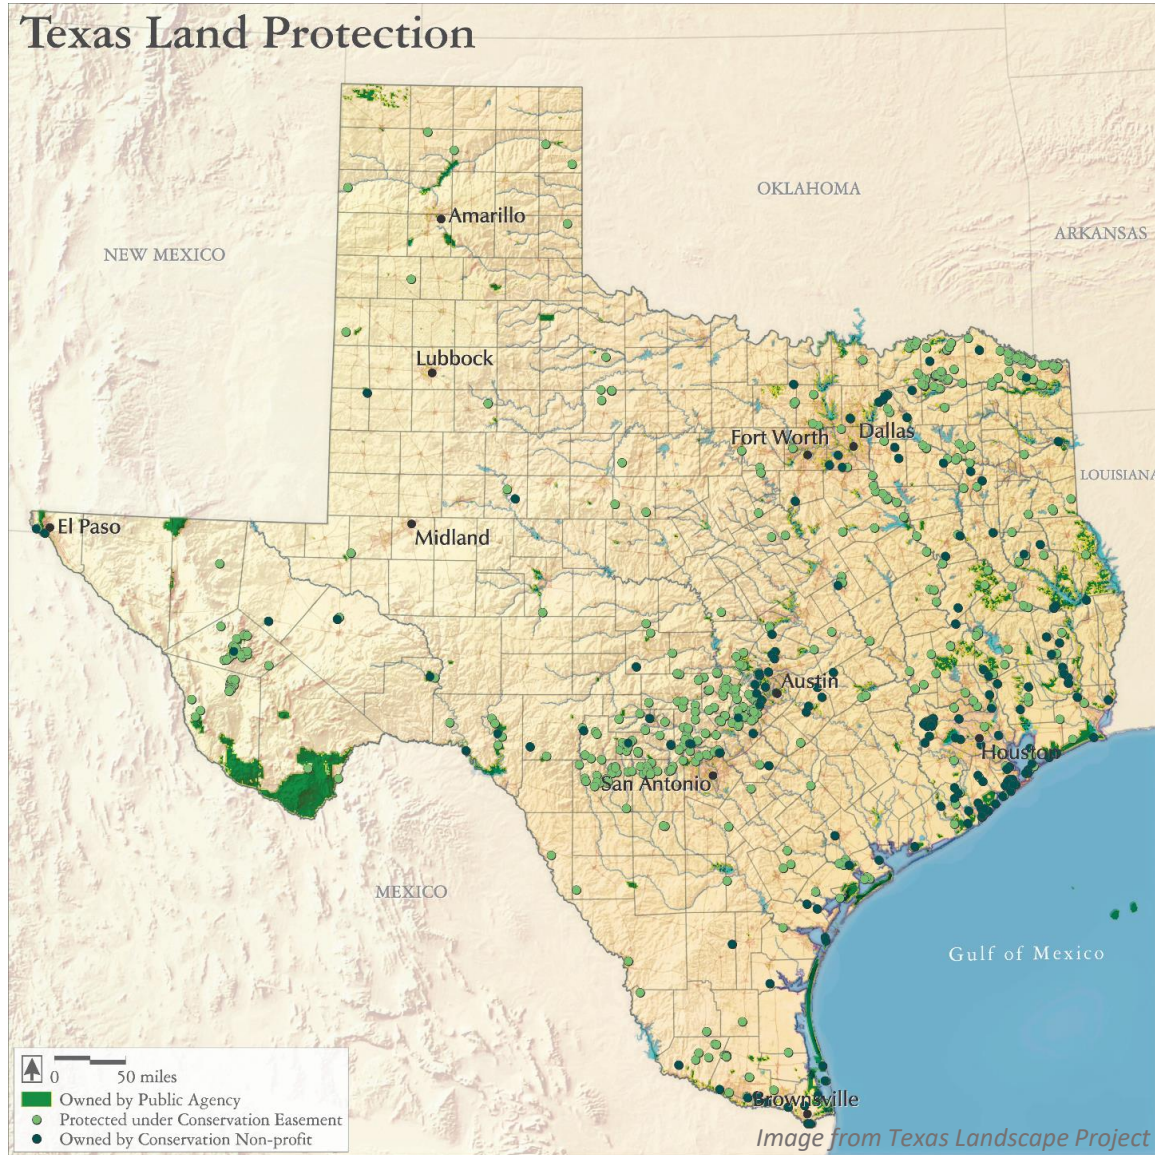 Texas Land Protection
OKLAHOMA
Amarillo
ARKANSAS
NEW MEXICO
Lubbock
Fort Worth
Dallas
LOUISIANA
El Paso
Midland
Austin
Houston
San Antonio
MEXICO
Gulf of Mexico
0 50 miles
Owned by Public Agency
Protected under Conservation Easement
Owned by Conservation Non-profit
Brownsville
Image from Texas Landscape Project